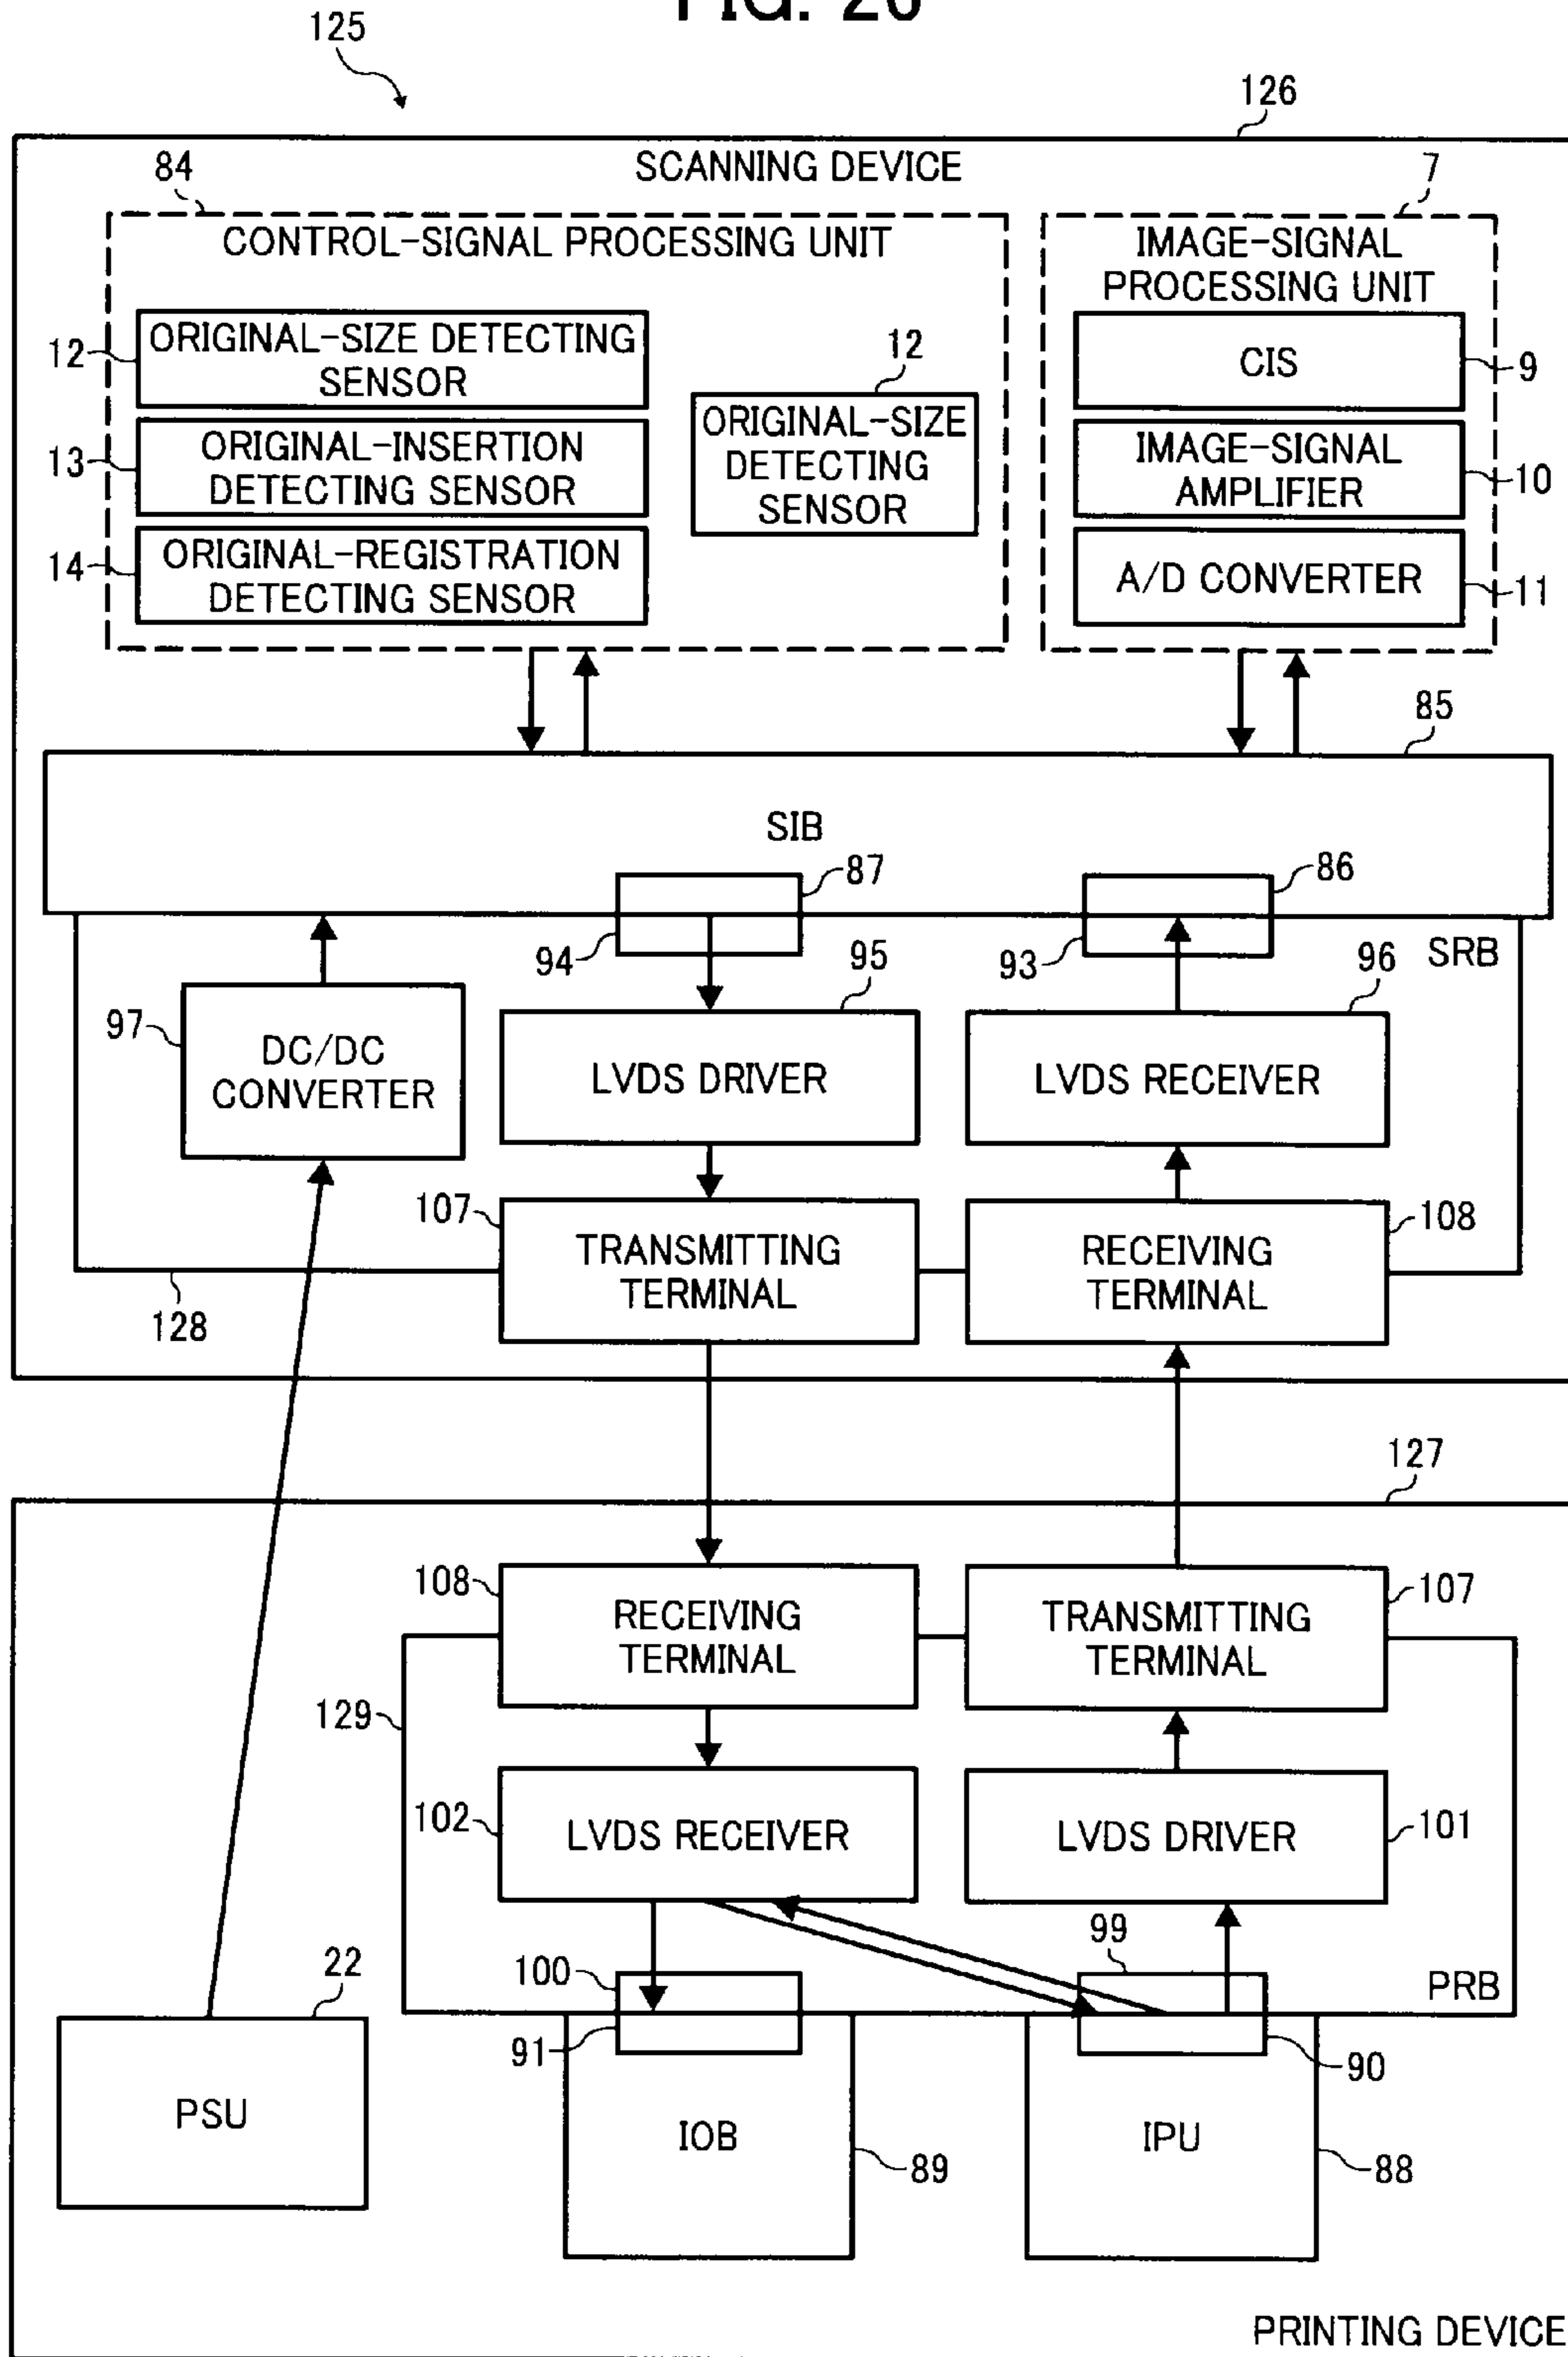 125
126
SCANNING DEVICE
84
7
CONTROL-SIGNAL PROCESSING UNIT
IMAGE-SIGNAL
PROCESSING UNIT
12
ORIGINAL-SIZE DETECTING
SENSOR
13
ORIGINAL-INSERTION
DETECTING SENSOR
14
ORIGINAL-REGISTRATION
DETECTING SENSOR
12
ORIGINAL-SIZE
DETECTING
SENSOR
CIS
9
IMAGE-SIGNAL
AMPLIFIER
10
A/D CONVERTER
11
85
SIB
87
86
94
93
SRB
95
96
97
DC/DC
CONVERTER
LVDS DRIVER
LVDS RECEIVER
107
TRANSMITTING
TERMINAL
RECEIVING
TERMINAL
108
128
127
108
RECEIVING
TERMINAL
TRANSMITTING
TERMINAL
107
129
102
LVDS RECEIVER
LVDS DRIVER
101
99
100
PRB
22
91
90
PSU
IOB
IPU
89
88
PRINTING DEVICE